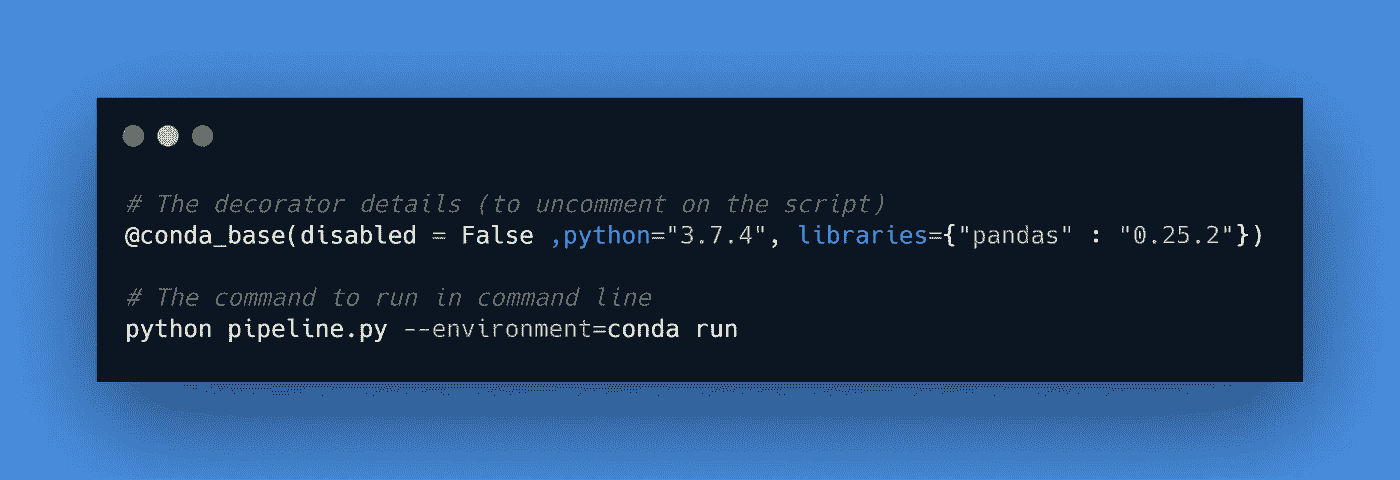 # The decorator details (to uncomment on the script)
@conda_base(disabled = False ,python="3.7.4", libraries={"pandas" : "0.25.2"})
# The command to run in command line
python pipeline.py --environment=conda run